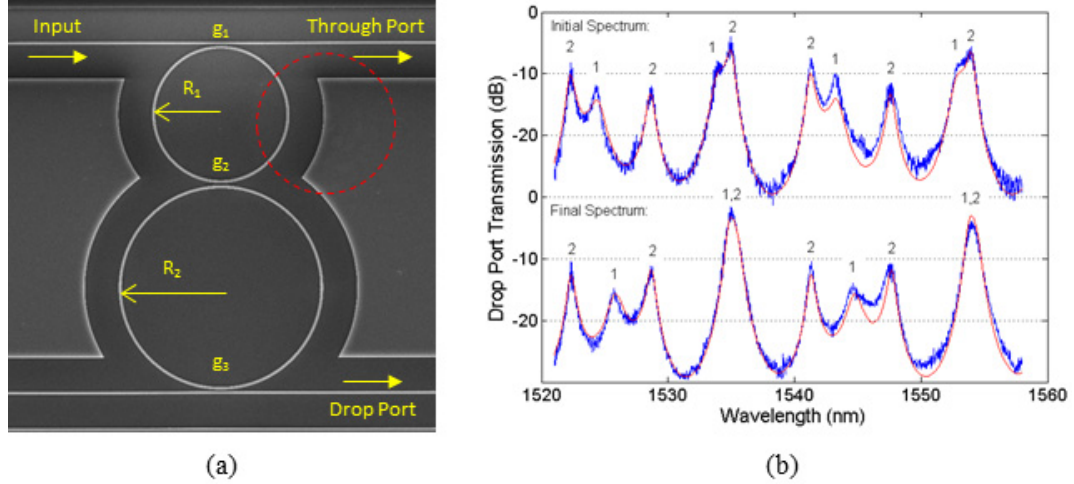 Input
g₁
Through Port
R₁
g₂
R₂
g₃
Drop Port
(a)
Initial Spectrum:
2
1
2
1
2
2
1
2
1
2
-10
-20
0
Final Spectrum:
2
1
2
1,2
2
1
2
1,2
-10
-20
Drop Port Transmission (dB)
1520
1530
1540
1550
1560
Wavelength (nm)
(b)